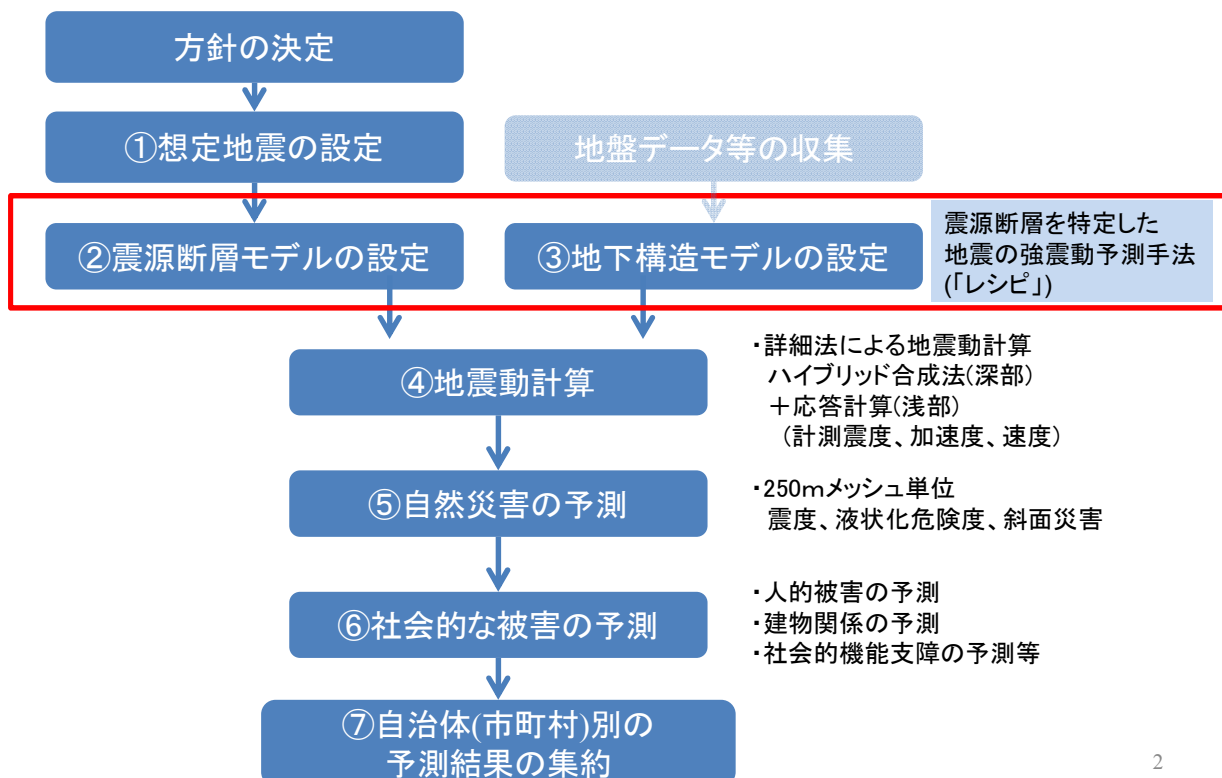 方針の決定
①想定地震の設定
地盤データ等の収集
②震源断層モデルの設定
③地下構造モデルの設定
震源断層を特定した
地震の強震動予測手法
(「レシピ」)
④地震動計算
・詳細法による地震動計算
ハイブリッド合成法(深部)
＋応答計算(浅部)
(計測震度、加速度、速度)
⑤自然災害の予測
・250mメッシュ単位
震度、液状化危険度、斜面災害
⑥社会的な被害の予測
・人的被害の予測
・建物関係の予測
・社会的機能支障の予測等
⑦自治体(市町村)別の
予測結果の集約
2